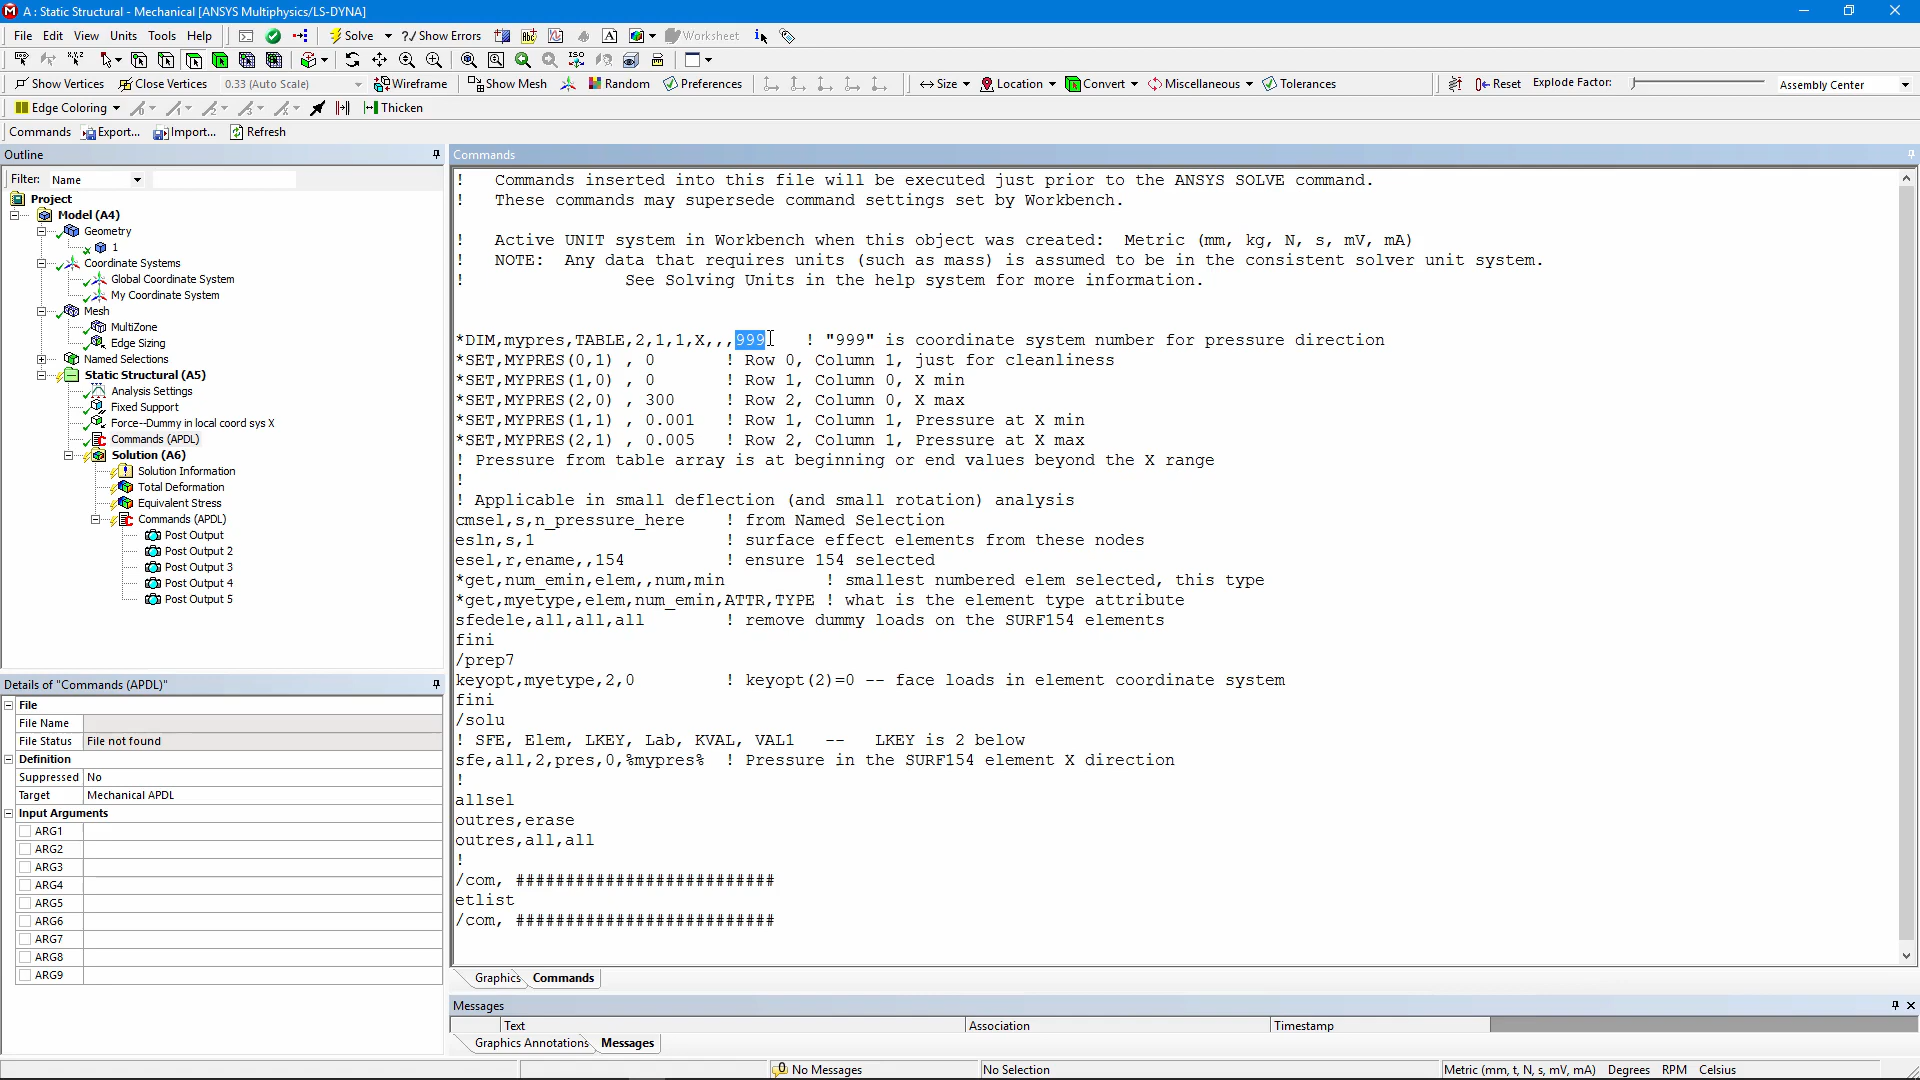 A : Static Structural - Mechanical [ANSYS Multiphysics/LS-DYNA]
File Edit View Units Tools Help Solve ?/ Show Errors Worksheet
Show Vertices Close Vertices 0.33 (Auto Scale) Wireframe Show Mesh Random Preferences Size Location Convert Miscellaneous Tolerances Reset Explode Factor: Assembly Center
Edge Coloring Thicken
Commands Export... Import... Refresh
Outline
Filter: Name
Project
Model (A4)
Geometry
1
Coordinate Systems
Global Coordinate System
My Coordinate System
Mesh
MultiZone
Edge Sizing
Named Selections
Static Structural (A5)
Analysis Settings
Fixed Support
Force--Dummy in local coord sys X
Commands (APDL)
Solution (A6)
Solution Information
Total Deformation
Equivalent Stress
Commands (APDL)
Post Output
Post Output 2
Post Output 3
Post Output 4
Post Output 5
Details of "Commands (APDL)"
File
File Name
File Status File not found
Definition
Suppressed No
Target Mechanical APDL
Input Arguments
ARG1
ARG2
ARG3
ARG4
ARG5
ARG6
ARG7
ARG8
ARG9
Commands
! Commands inserted into this file will be executed just prior to the ANSYS SOLVE command.
! These commands may supersede command settings set by Workbench.
! Active UNIT system in Workbench when this object was created: Metric (mm, kg, N, s, mV, mA)
! NOTE: Any data that requires units (such as mass) is assumed to be in the consistent solver unit system.
! See Solving Units in the help system for more information.
*DIM,mypres,TABLE,2,1,1,X,,,999 ! "999" is coordinate system number for pressure direction
*SET,MYPRES(0,1) , 0 ! Row 0, Column 1, just for cleanliness
*SET,MYPRES(1,0) , 0 ! Row 1, Column 0, X min
*SET,MYPRES(2,0) , 300 ! Row 2, Column 0, X max
*SET,MYPRES(1,1) , 0.001 ! Row 1, Column 1, Pressure at X min
*SET,MYPRES(2,1) , 0.005 ! Row 2, Column 1, Pressure at X max
! Pressure from table array is at beginning or end values beyond the X range
!
! Applicable in small deflection (and small rotation) analysis
cmsel,s,n_pressure_here ! from Named Selection
esln,s,1 ! surface effect elements from these nodes
esel,r,ename,,154 ! ensure 154 selected
*get,num_emin,elem,,num,min ! smallest numbered elem selected, this type
*get,myetype,elem,num_emin,ATTR,TYPE ! what is the element type attribute
sfedele,all,all,all ! remove dummy loads on the SURF154 elements
fini
/prep7
keyopt,myetype,2,0 ! keyopt(2)=0 -- face loads in element coordinate system
fini
/solu
! SFE, Elem, LKEY, Lab, KVAL, VAL1 -- LKEY is 2 below
sfe,all,2,pres,0,%mypres% ! Pressure in the SURF154 element X direction
!
allsel
outres,erase
outres,all,all
!
/com, ##########################
etlist
/com, ##########################
Graphics Commands
Messages
Text Association Timestamp
Graphics Annotations Messages
0 No Messages No Selection Metric (mm, t, N, s, mV, mA) Degrees RPM Celsius